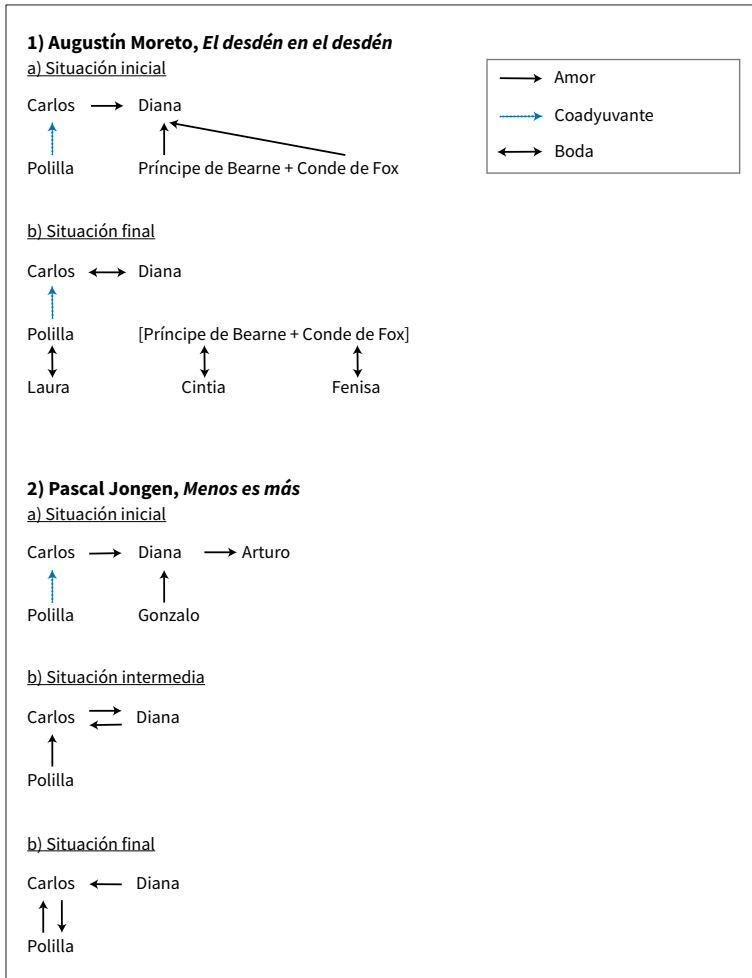 1) Augustín Moreto, El desdén en el desdén
a) Situación inicial
Amor
Carlos Diana
Coadyuvante
Boda
Polilla Príncipe de Bearne + Conde de Fox
b) Situación final
Carlos Diana
Polilla [Príncipe de Bearne + Conde de Fox]
Laura Cintia Fenisa
2) Pascal Jongen, Menos es más
a) Situación inicial
Carlos Diana Arturo
Polilla Gonzalo
b) Situación intermedia
Carlos Diana
Polilla
b) Situación final
Carlos Diana
Polilla